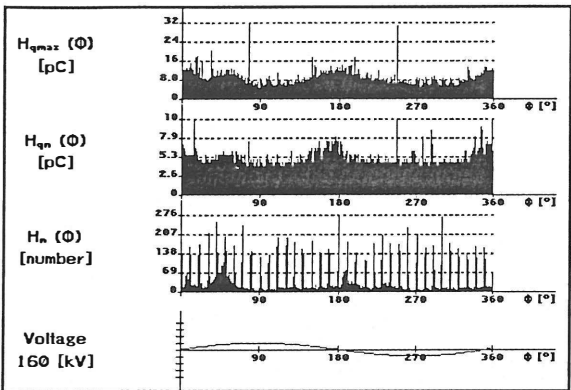 Hqmax (Φ)
[pC]
32
24
16
8.0
0
90
180
270
360
Φ [°]
Hqn (Φ)
[pC]
10
7.9
5.3
2.6
0
90
180
270
360
Φ [°]
Hn (Φ)
[number]
276
207
138
69
0
90
180
270
360
Φ [°]
Voltage
160 [kV]
90
180
270
360
Φ [°]